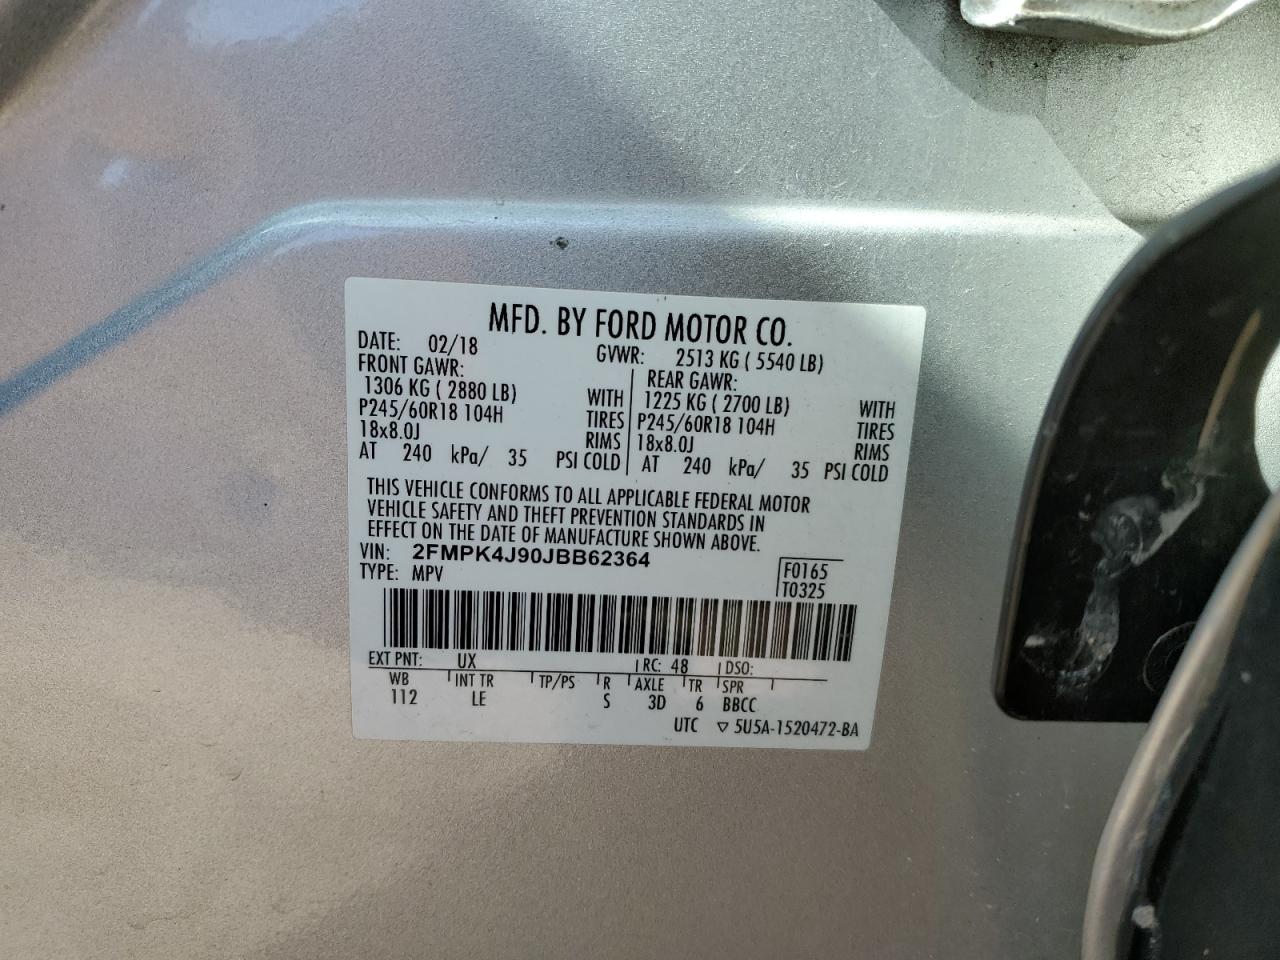 MFD. BY FORD MOTOR CO.
DATE: 02/18 GVWR: 2513 KG ( 5540 LB)
FRONT GAWR: REAR GAWR:
1306 KG ( 2880 LB) WITH 1225 KG ( 2700 LB) WITH
P245/60R18 104H TIRES P245/60R18 104H TIRES
18x8.0J RIMS 18x8.0J RIMS
AT 240 kPa/ 35 PSI COLD AT 240 kPa/ 35 PSI COLD
THIS VEHICLE CONFORMS TO ALL APPLICABLE FEDERAL MOTOR
VEHICLE SAFETY AND THEFT PREVENTION STANDARDS IN
EFFECT ON THE DATE OF MANUFACTURE SHOWN ABOVE.
VIN: 2FMPK4J90JBB62364 F0165
TYPE: MPV T0325
EXT PNT: UX RC: 48 DSO:
WB INT TR TP/PS R AXLE TR SPR
112 LE S 3D 6 BBCC
UTC ▽ 5U5A-1520472-BA